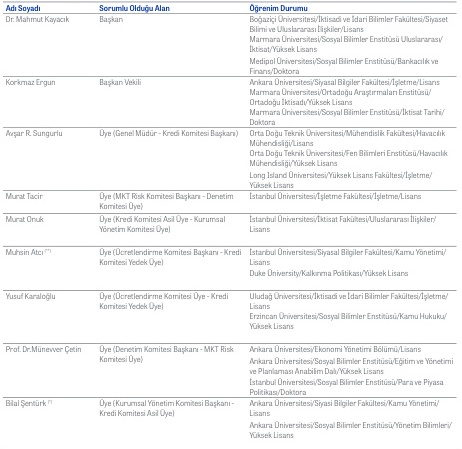 Adı Soyadı Sorumlu Olduğu Alan Öğrenim Durumu
Dr. Mahmut Kayacık Başkan Boğaziçi Üniversitesi/İktisadi ve İdari Bilimler Fakültesi/Siyaset
Bilimi ve Uluslararası İlişkiler/Lisans
Marmara Üniversitesi/Sosyal Bilimler Enstitüsü Uluslararası/
İktisat/Yüksek Lisans
Medipol Üniversitesi/Sosyal Bilimler Enstitüsü/Bankacılık ve
Finans/Doktora
Korkmaz Ergun Başkan Vekili Ankara Üniversitesi/Siyasal Bilgiler Fakültesi/İşletme/Lisans
Marmara Üniversitesi/Ortadoğu Araştırmaları Enstitüsü/
Ortadoğu İktisadı/Yüksek Lisans
Marmara Üniversitesi/Sosyal Bilimler Enstitüsü/İktisat Tarihi/
Doktora
Avşar R. Sungurlu Üye (Genel Müdür - Kredi Komitesi Başkanı) Orta Doğu Teknik Üniversitesi/Mühendislik Fakültesi/Havacılık
Mühendisliği/Lisans
Orta Doğu Teknik Üniversitesi/Fen Bilimleri Enstitüsü/Havacılık
Mühendisliği/Yüksek Lisans
Long Island Üniversitesi/Yüksek Lisans Fakültesi/İşletme/
Yüksek Lisans
Murat Tacir Üye (MKT Risk Komitesi Başkanı - Denetim İstanbul Üniversitesi/İşletme Fakültesi/İşletme/Lisans
Komitesi Üye)
Murat Onuk Üye (Kredi Komitesi Asil Üye - Kurumsal İstanbul Üniversitesi/İktisat Fakültesi/Uluslararası İlişkiler/
Yönetim Komitesi Üye) Lisans
Muhsin Atcı (**) Üye (Ücretlendirme Komitesi Başkanı - Kredi İstanbul Üniversitesi/Siyasal Bilgiler Fakültesi/Kamu Yönetimi/
Komitesi Yedek Üye) Lisans
Duke Üniversity/Kalkınma Politikası/Yüksek Lisans
Yusuf Karaloğlu Üye (Ücretlendirme Komitesi Üye - Kredi Uludağ Üniversitesi/İktisadi ve İdari Bilimler Fakültesi/İşletme/
Komitesi Yedek Üye) Lisans
Erzincan Üniversitesi/Sosyal Bilimler Enstitüsü/Kamu Hukuku/
Yüksek Lisans
Prof. Dr.Münevver Çetin Üye (Denetim Komitesi Başkanı - MKT Risk Ankara Üniversitesi/Ekonomi Yönetimi Bölümü/Lisans
Komitesi Üye) Ankara Üniversitesi/Sosyal Bilimler Enstitüsü/Eğitim ve Yönetimi
ve Planlaması Anabilim Dalı/Yüksek Lisans
İstanbul Üniversitesi/Sosyal Bilimler Enstitüsü/Para ve Piyasa
Politikası/Doktora
Bilal Şentürk (*) Üye (Kurumsal Yönetim Komitesi Başkanı - Ankara Üniversitesi/Siyasi Bilgiler Fakültesi/Kamu Yönetimi/
Kredi Komitesi Asil Üye) Lisans
Ankara Üniversitesi/Sosyal Bilimler Enstitüsü/Yönetim Bilimleri/
Yüksek Lisans